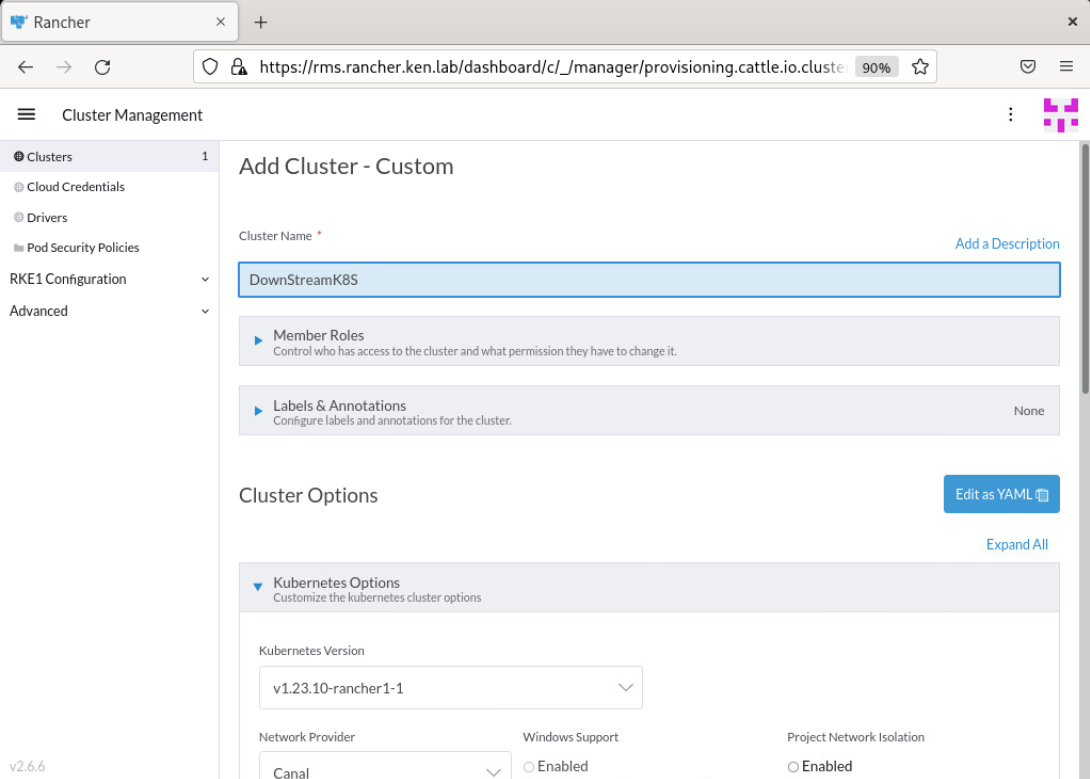 Rancher
https://rms.rancher.ken.lab/dashboard/c/_/manager/provisioning.cattle.io.cluste
90%
Cluster Management
Clusters 1
Cloud Credentials
Drivers
Pod Security Policies
RKE1 Configuration
Advanced
v2.6.6
Add Cluster - Custom
Cluster Name *
Add a Description
DownStreamK8S
Member Roles
Control who has access to the cluster and what permission they have to change it.
Labels & Annotations
Configure labels and annotations for the cluster.
None
Cluster Options
Edit as YAML
Expand All
Kubernetes Options
Customize the kubernetes cluster options
Kubernetes Version
v1.23.10-rancher1-1
Network Provider Windows Support Project Network Isolation
Canal Enabled Enabled